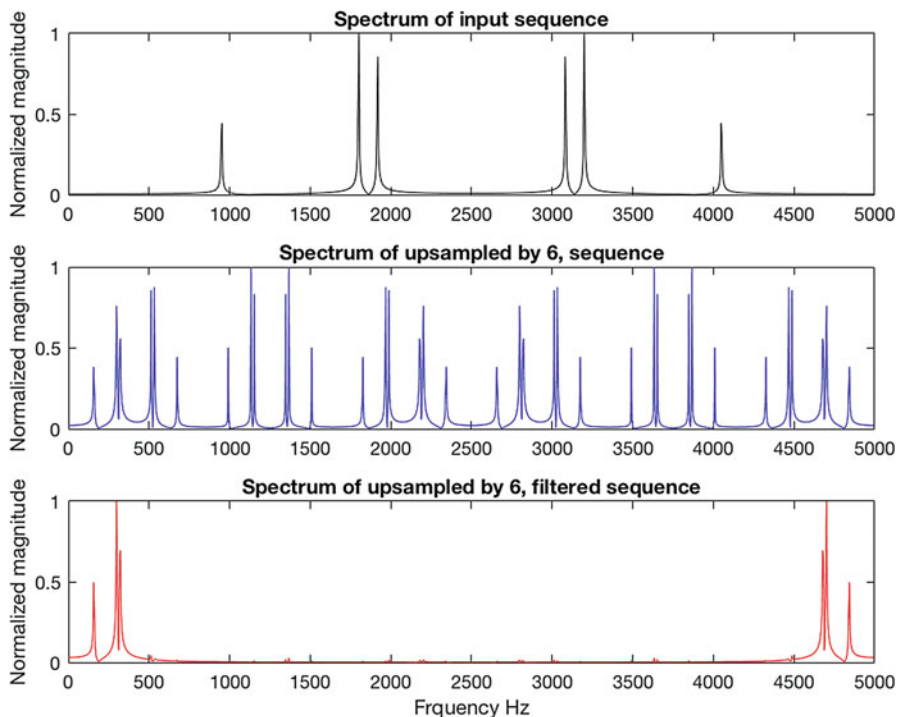 Spectrum of input sequence
Normalized magnitude
1
0.5
0
0 500 1000 1500 2000 2500 3000 3500 4000 4500 5000
Spectrum of upsampled by 6, sequence
Normalized magnitude
1
0.5
0
0 500 1000 1500 2000 2500 3000 3500 4000 4500 5000
Spectrum of upsampled by 6, filtered sequence
Normalized magnitude
1
0.5
0
0 500 1000 1500 2000 2500 3000 3500 4000 4500 5000
Frquency Hz